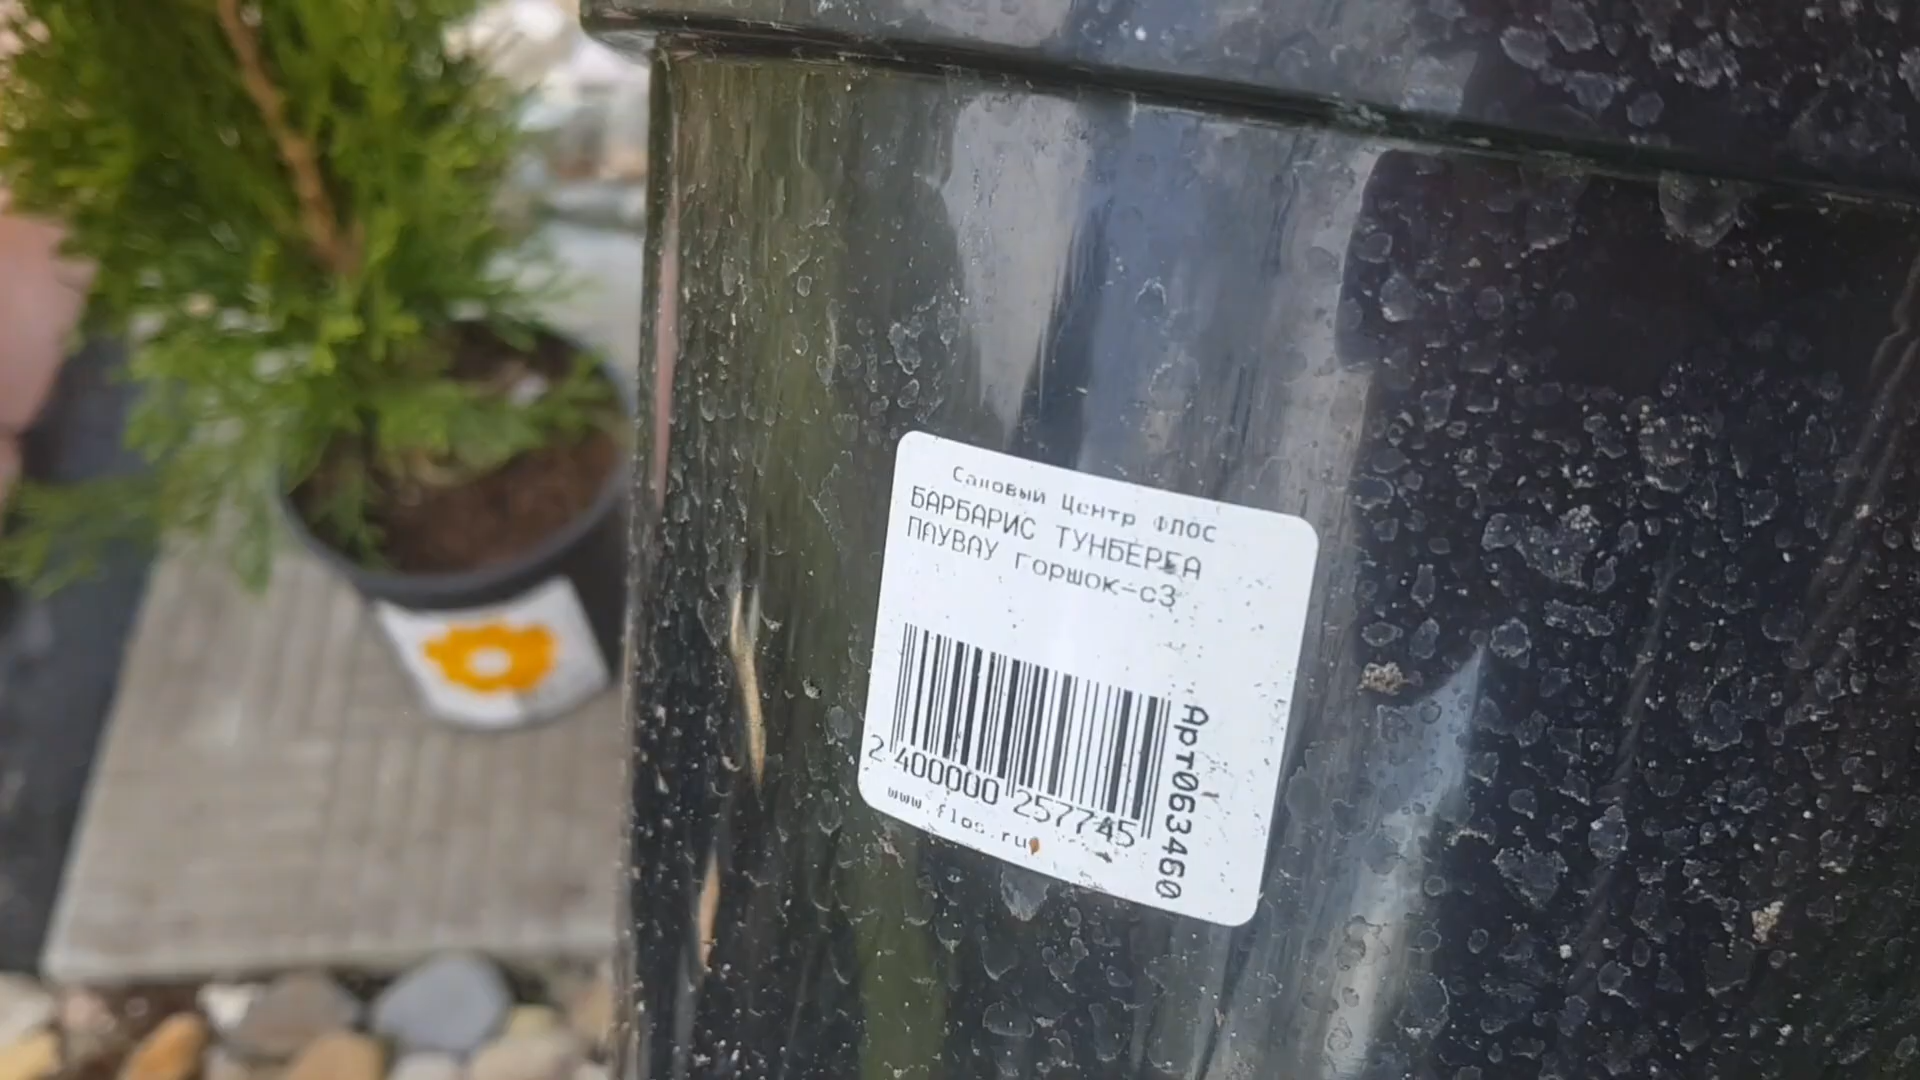 Садовый Центр ФЛОС
БАРБАРИС ТУНБЕРГА
ПАУВАУ горшок-с3
2 400000 257745
www.flos.ru
Арт063460